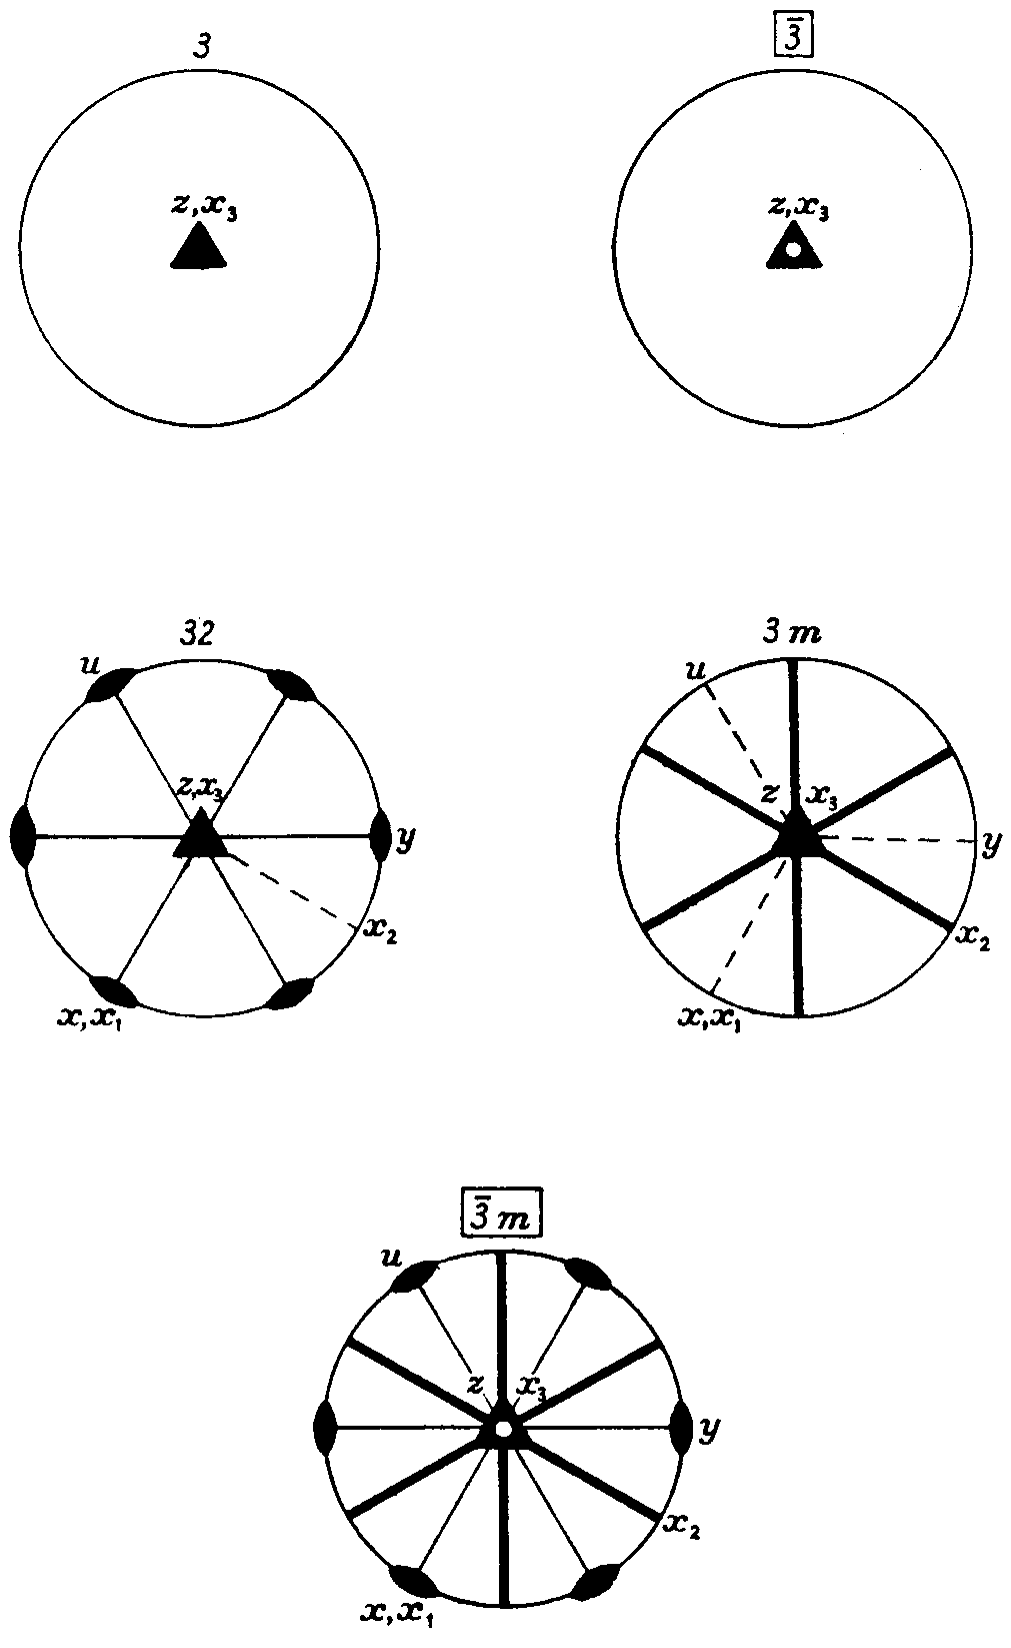 3
3̄
z,x₃
z,x₃
32
3 m
u
u
z,x₃
z x₃
y
y
x₂
x₂
x,x₁
x,x₁
3̄ m
u
z x₃
y
x₂
x,x₁